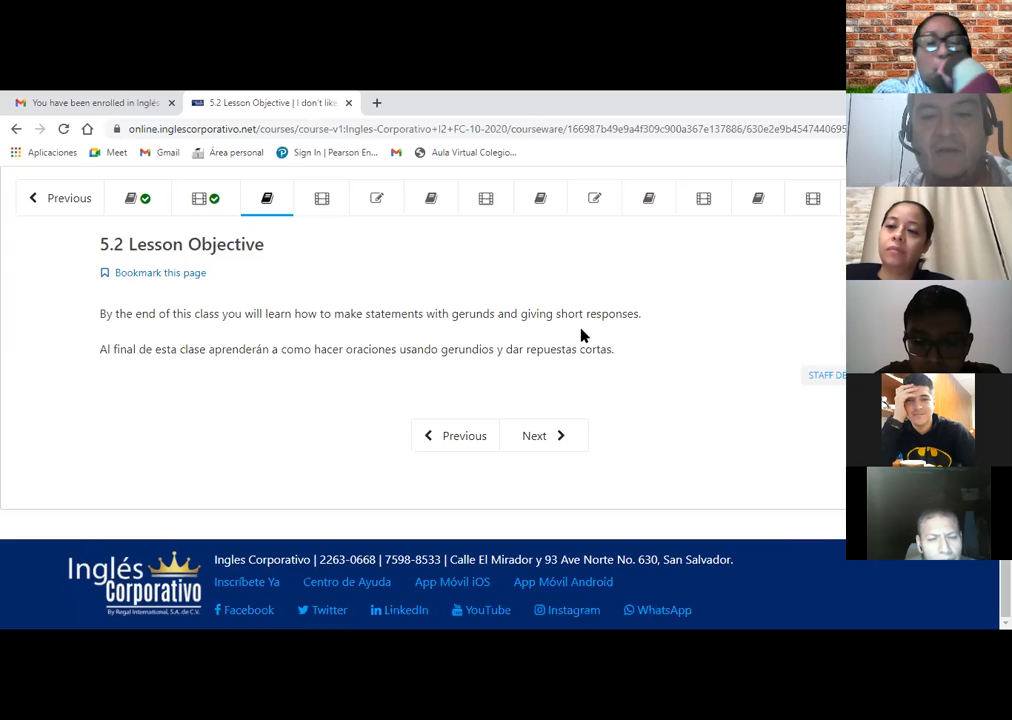 You have been enrolled in Inglés
5.2 Lesson Objective | I don't like
online.inglescorporativo.net/courses/course-v1:Ingles-Corporativo+I2+FC-10-2020/courseware/166987b49e9a4f309c900a367e137886/630e2e9b4547440695
Aplicaciones Meet Gmail Área personal Sign In | Pearson En... Aula Virtual Colegio...
Previous
5.2 Lesson Objective
Bookmark this page
By the end of this class you will learn how to make statements with gerunds and giving short responses.
Al final de esta clase aprenderán a como hacer oraciones usando gerundios y dar repuestas cortas.
STAFF DE
Previous Next
Inglés Corporativo
By Regal International, S.A. de C.V.
Ingles Corporativo | 2263-0668 | 7598-8533 | Calle El Mirador y 93 Ave Norte No. 630, San Salvador.
Inscríbete Ya Centro de Ayuda App Móvil iOS App Móvil Android
Facebook Twitter LinkedIn YouTube Instagram WhatsApp